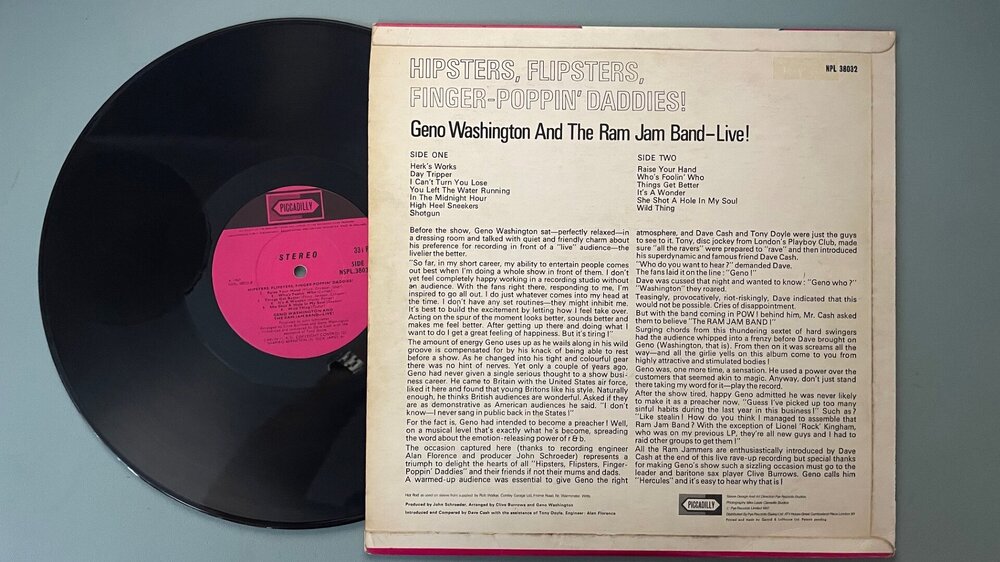 HIPSTERS, FLIPSTERS,
FINGER-POPPIN' DADDIES!
NPL 38032
Geno Washington And The Ram Jam Band–Live!
SIDE ONE
Herk's Works
Day Tripper
I Can't Turn You Lose
You Left The Water Running
In The Midnight Hour
High Heel Sneekers
Shotgun
SIDE TWO
Raise Your Hand
Who's Foolin' Who
Things Get Better
It's A Wonder
She Shot A Hole In My Soul
Wild Thing
Before the show, Geno Washington sat—perfectly relaxed—in
a dressing room and talked with quiet and friendly charm about
his preference for recording in front of a "live" audience—the
livelier the better.
"So far, in my short career, my ability to entertain people comes
out best when I'm doing a whole show in front of them. I don't
yet feel completely happy working in a recording studio without
an audience. With the fans right there, responding to me, I'm
inspired to go all out. I do just whatever comes into my head at
the time. I don't have any set routines—they might inhibit me.
It's best to build the excitement by letting how I feel take over.
Acting on the spur of the moment looks better, sounds better and
makes me feel better. After getting up there and doing what I
want to do I get a great feeling of happiness. But it's tiring!"
The amount of energy Geno uses up as he wails along in his wild
groove is compensated for by his knack of being able to rest
before a show. As he changed into his tight and colourful gear
there was no hint of nerves. Yet only a couple of years ago,
Geno had never given a single serious thought to a show busi-
ness career. He came to Britain with the United States air force,
liked it here and found that young Britons like his style. Naturally
enough, he thinks British audiences are wonderful. Asked if they
are as demonstrative as American audiences he said. "I don't
know—I never sang in public back in the States!"
For the fact is, Geno had intended to become a preacher! Well,
on a musical level that's exactly what he's become, spreading
the word about the emotion-releasing power of r & b.
The occasion captured here (thanks to recording engineer
Alan Florence and producer John Schroeder) represents a
triumph to delight the hearts of all "Hipsters, Flipsters, Finger-
Poppin' Daddies" and their friends if not their mums and dads.
A warmed-up audience was essential to give Geno the right
atmosphere, and Dave Cash and Tony Doyle were just the guys
to see to it. Tony, disc jockey from London's Playboy Club, made
sure "all the ravers" were prepared to "rave" and then introduced
his superdynamic and famous friend Dave Cash.
"Who do you want to hear?" demanded Dave.
The fans laid it on the line: "Geno!"
Dave was cussed that night and wanted to know: "Geno who?"
"Washington" they roared.
Teasingly, provocatively, riot-riskingly, Dave indicated that this
would not be possible. Cries of disappointment.
But with the band coming in POW! behind him, Mr. Cash asked
them to believe "The RAM JAM BAND!"
Surging chords from this thundering sextet of hard swingers
had the audience whipped into a frenzy before Dave brought on
Geno (Washington, that is). From then on it was screams all the
way—and all the girlie yells on this album come to you from
highly attractive and stimulated bodies!
Geno was, one more time, a sensation. He used a power over the
customers that seemed akin to magic. Anyway, don't just stand
there taking my word for it—play the record.
After the show tired, happy Geno admitted he was never likely
to make it as a preacher now. "Guess I've picked up too many
sinful habits during the last year in this business!" Such as?
"Like stealin! How do you think I managed to assemble that
Ram Jam Band? With the exception of Lionel 'Rock' Kingham,
who was on my previous LP, they're all new guys and I had to
raid other groups to get them!"
All the Ram Jammers are enthusiastically introduced by Dave
Cash at the end of this live rave-up recording but special thanks
for making Geno's show such a sizzling occasion must go to the
leader and baritone sax player Clive Burrows. Geno calls him
"Hercules" and it's easy to hear why that is!
Produced by John Schroeder. Arranged by Clive Burrows and Geno Washington
Introduced and Compered by Dave Cash with the assistance of Tony Doyle. Engineer: Alan Florence
PICCADILLY
PICCADILLY
STEREO
33⅓
SIDE
HIPSTERS, FLIPSTERS, FINGER-POPPIN' DADDIES!
GENO WASHINGTON AND
THE RAM JAM BAND—LIVE!